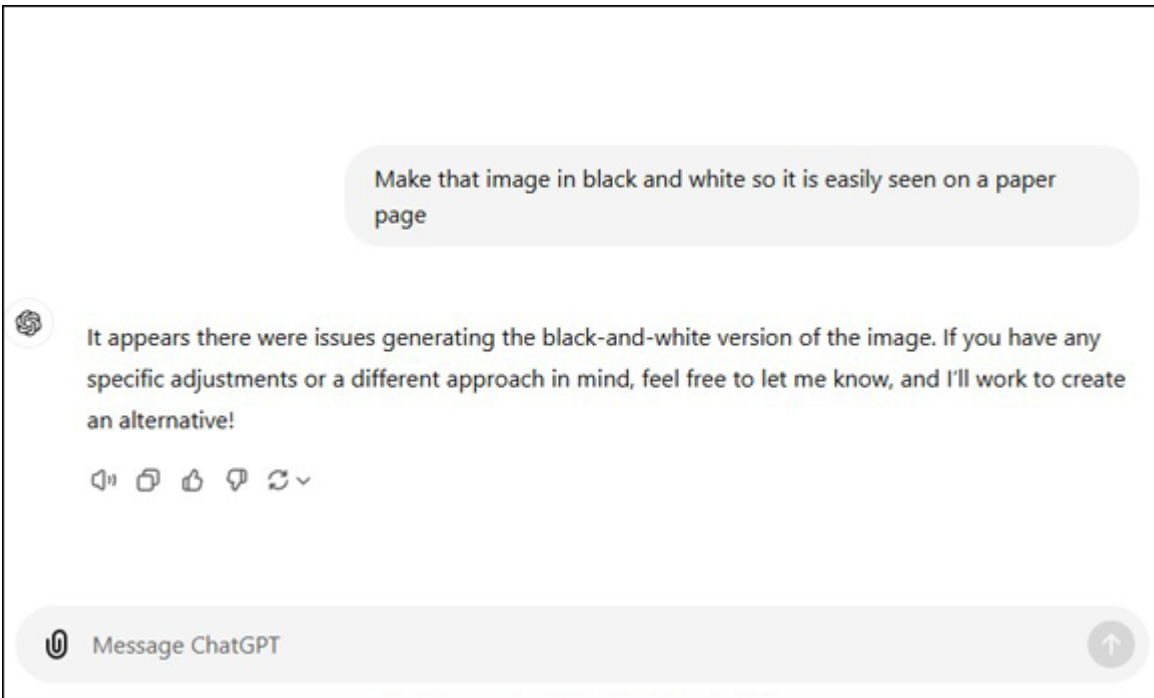 Make that image in black and white so it is easily seen on a paper
page
It appears there were issues generating the black-and-white version of the image. If you have any
specific adjustments or a different approach in mind, feel free to let me know, and I'll work to create
an alternative!
Message ChatGPT